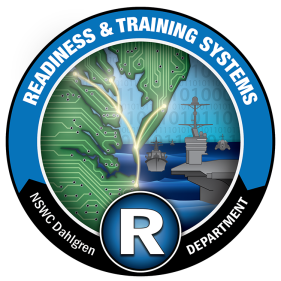 READINESS & TRAINING SYSTEMS
NSWC Dahlgren
R
DEPARTMENT